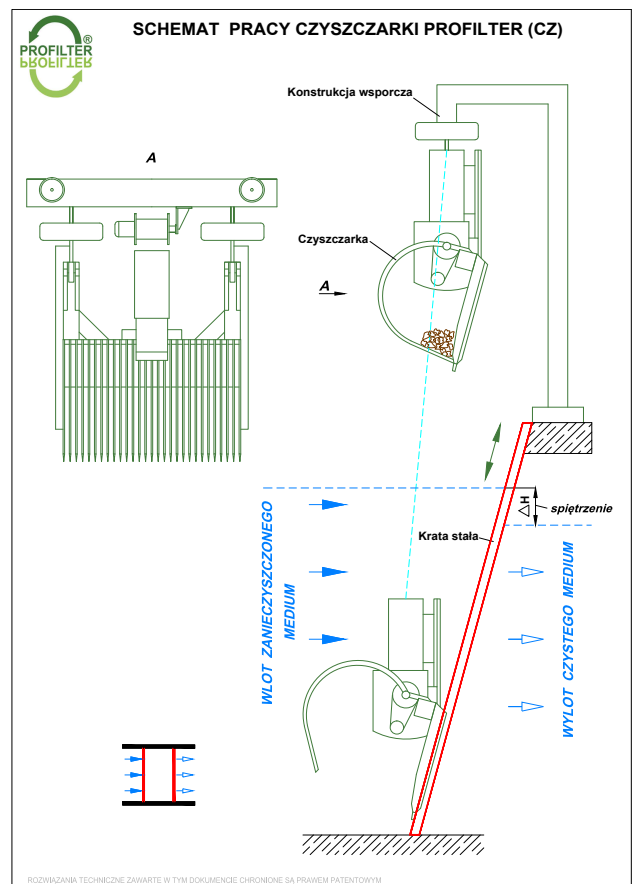 SCHEMAT PRACY CZYSZCZARKI PROFILTER (CZ)
PROFILTER®
PROFILTER
Konstrukcja wsporcza
A
Czyszczarka
A
△H
spiętrzenie
Krata stała
WLOT ZANIECZYSZCZONEGO
MEDIUM
WYLOT CZYSTEGO MEDIUM
ROZWIĄZANIA TECHNICZNE ZAWARTE W TYM DOKUMENCIE CHRONIONE SĄ PRAWEM PATENTOWYM